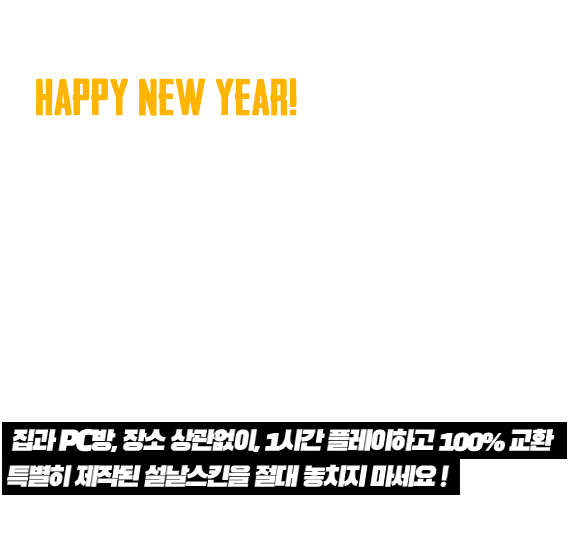 HAPPY NEW YEAR!
집과 PC방, 장소 상관없이, 1시간 플레이하고 100% 교환
특별히 제작된 설날스킨을 절대 놓치지 마세요!